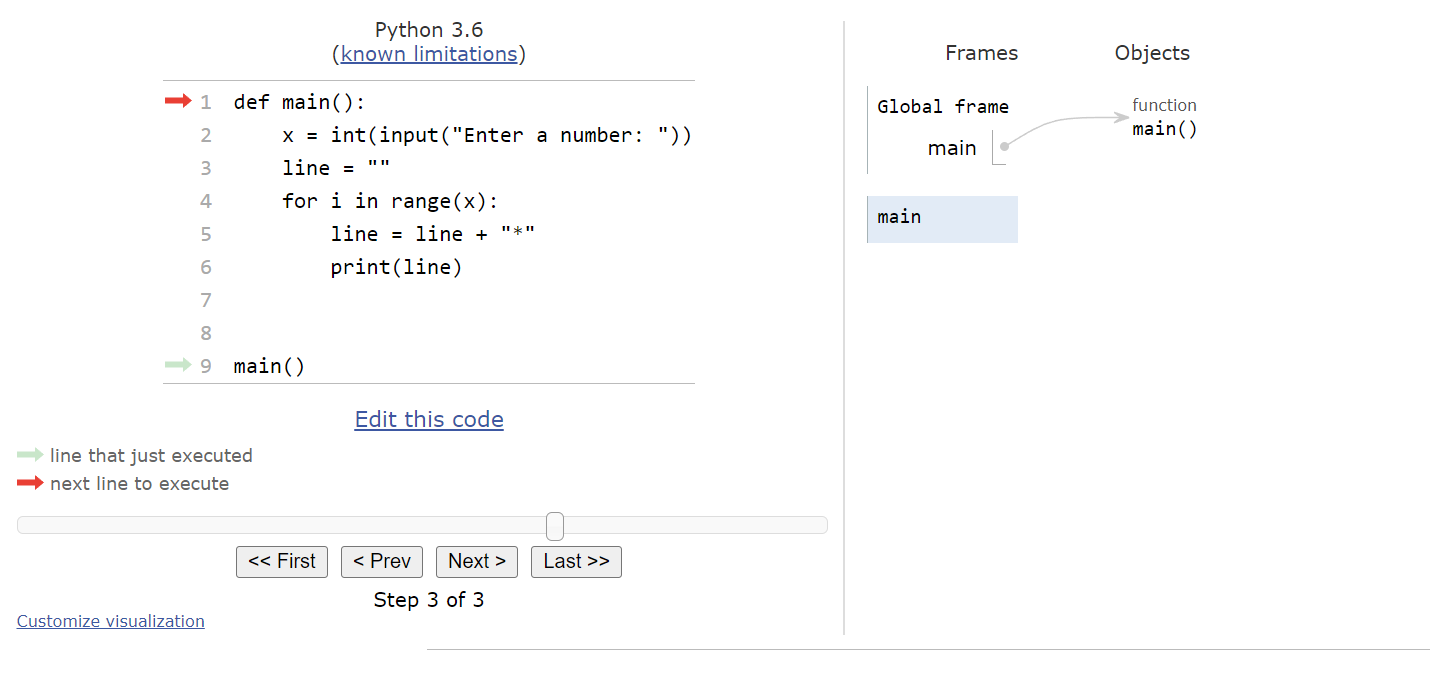 Python 3.6
(known limitations)
1 def main():
2     x = int(input("Enter a number: "))
3     line = ""
4     for i in range(x):
5         line = line + "*"
6         print(line)
7
8
9 main()
Edit this code
line that just executed
next line to execute
<< First < Prev Next > Last >>
Step 3 of 3
Customize visualization
Frames Objects
Global frame
main
function
main()
main